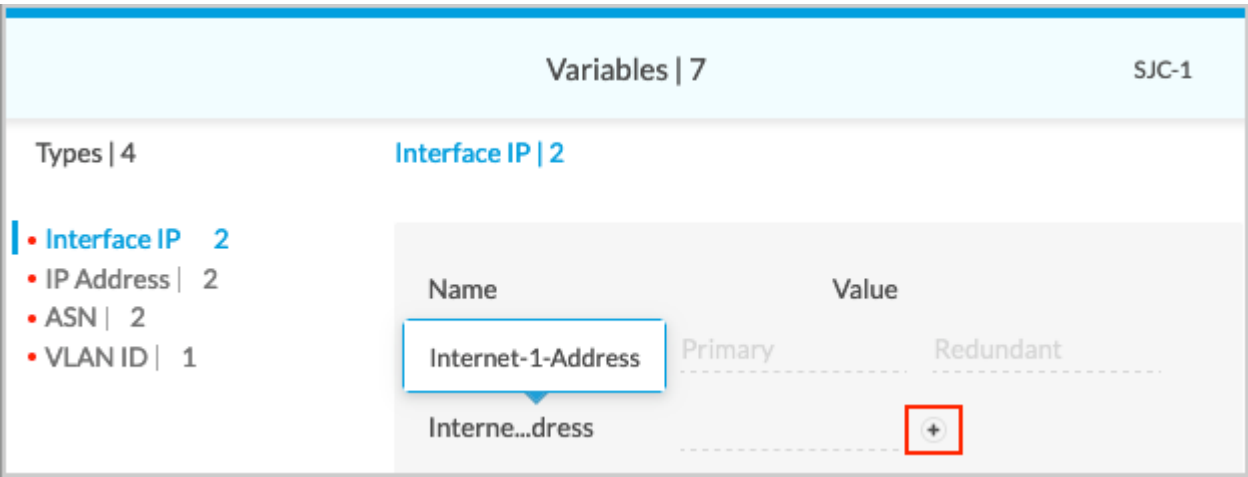 Variables | 7 SJC-1
Types | 4 Interface IP | 2
• Interface IP 2
• IP Address | 2
• ASN | 2
• VLAN ID | 1
Name Value
Internet-1-Address Primary Redundant
Interne...dress +